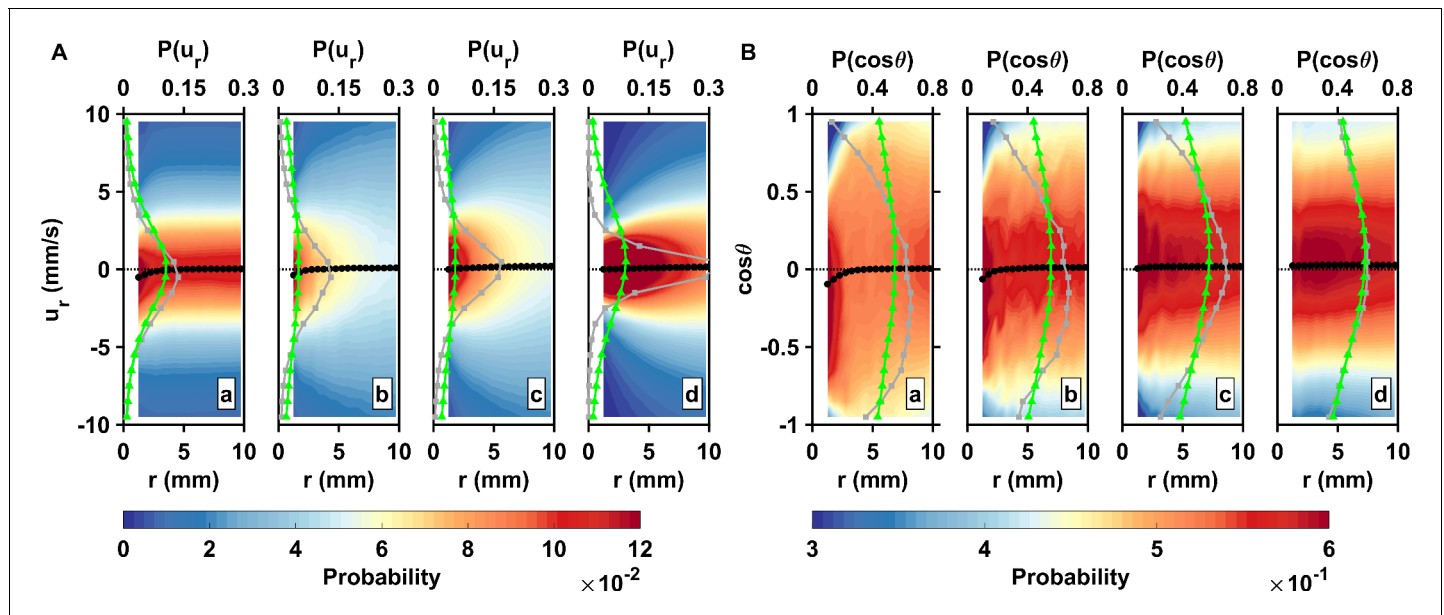 A P(u_r) P(u_r) P(u_r) P(u_r) B P(cosθ) P(cosθ) P(cosθ) P(cosθ)
0 0.15 0.3 0 0.15 0.3 0 0.15 0.3 0 0.15 0.3 0 0.4 0.8 0 0.4 0.8 0 0.4 0.8 0 0.4 0.8
10 1
5 0.5
u_r (mm/s) 0 cosθ 0
-5 -0.5
a b c d a b c d
-10 -1
0 5 10 0 5 10 0 5 10 0 5 10 0 5 10 0 5 10 0 5 10 0 5 10
r (mm) r (mm) r (mm) r (mm) r (mm) r (mm) r (mm) r (mm)
0 2 4 6 8 10 12 3 4 5 6
Probability ×10^-2 Probability ×10^-1